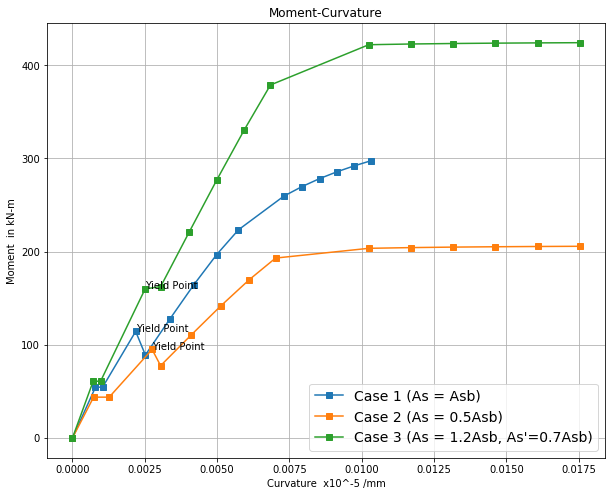 Moment-Curvature
Moment  in kN-m
400
300
200
100
0
Yield Point
Yield Point
Yield Point
Case 1 (As = Asb)
Case 2 (As = 0.5Asb)
Case 3 (As = 1.2Asb, As'=0.7Asb)
0.0000 0.0025 0.0050 0.0075 0.0100 0.0125 0.0150 0.0175
Curvature  x10^-5 /mm